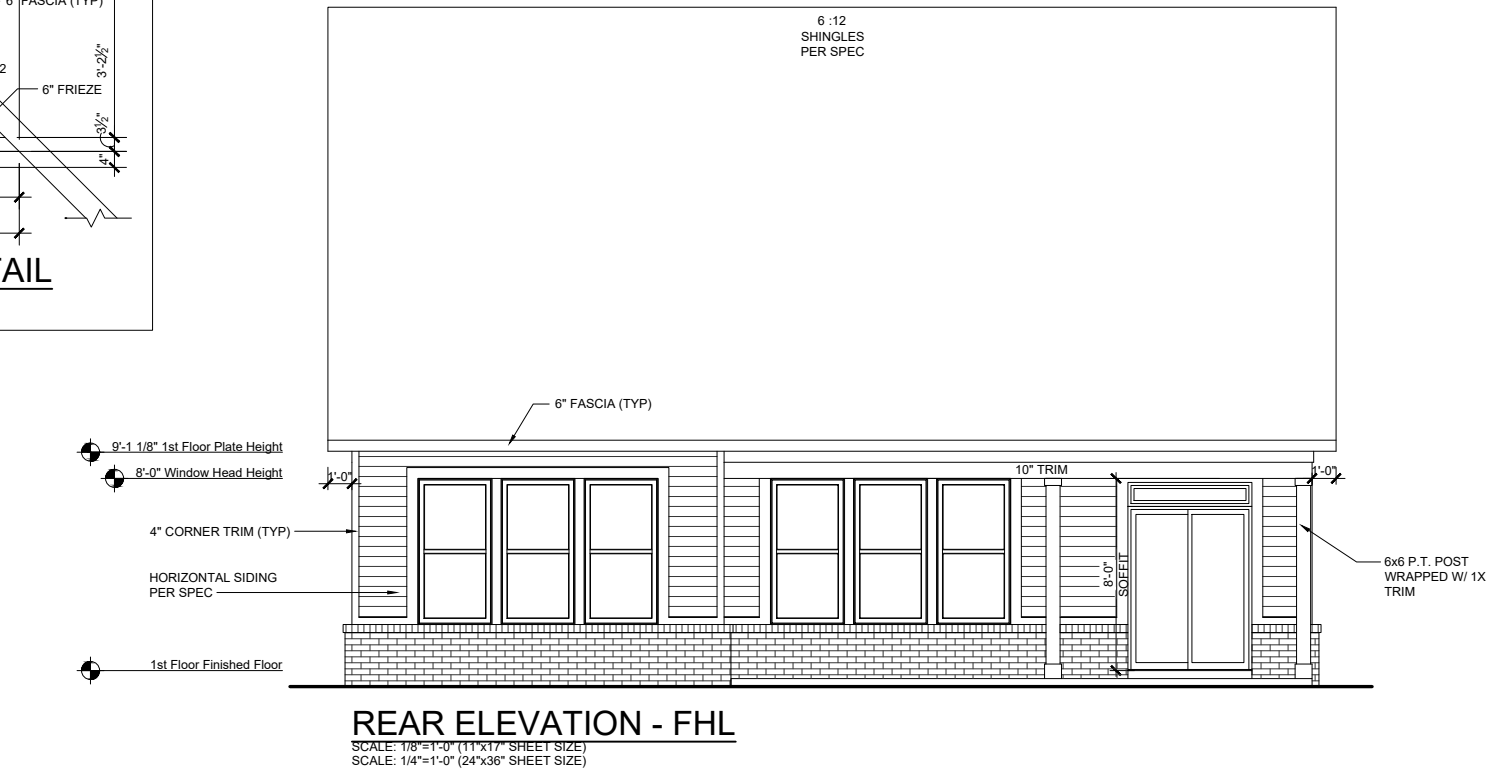 6" FASCIA (TYP)
3'-2½"
2
6" FRIEZE
3½"
4"
TAIL
6 :12
SHINGLES
PER SPEC
6" FASCIA (TYP)
9'-1 1/8" 1st Floor Plate Height
8'-0" Window Head Height
1'-0"
10" TRIM
1'-0"
4" CORNER TRIM (TYP)
HORIZONTAL SIDING
PER SPEC
8'-0"
SOFFIT
6x6 P.T. POST
WRAPPED W/ 1X
TRIM
1st Floor Finished Floor
REAR ELEVATION - FHL
SCALE: 1/8"=1'-0" (11"x17" SHEET SIZE)
SCALE: 1/4"=1'-0" (24"x36" SHEET SIZE)